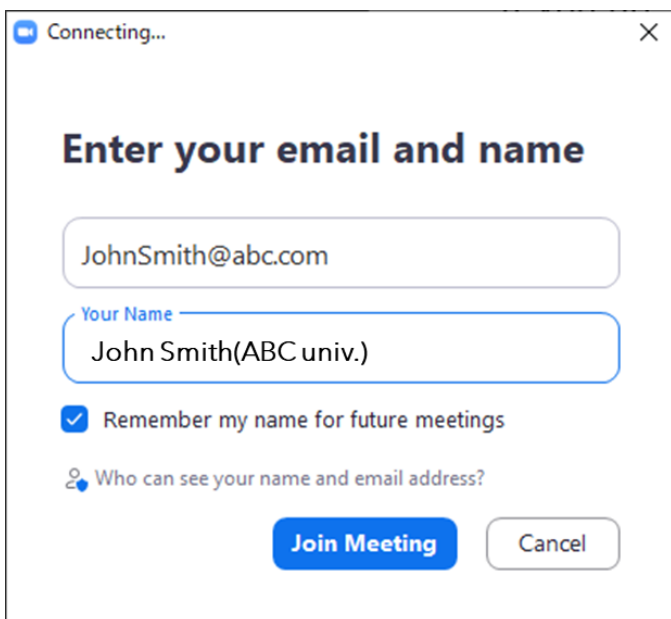 Connecting...
Enter your email and name
JohnSmith@abc.com
Your Name
John Smith(ABC univ.)
Remember my name for future meetings
Who can see your name and email address?
Join Meeting
Cancel